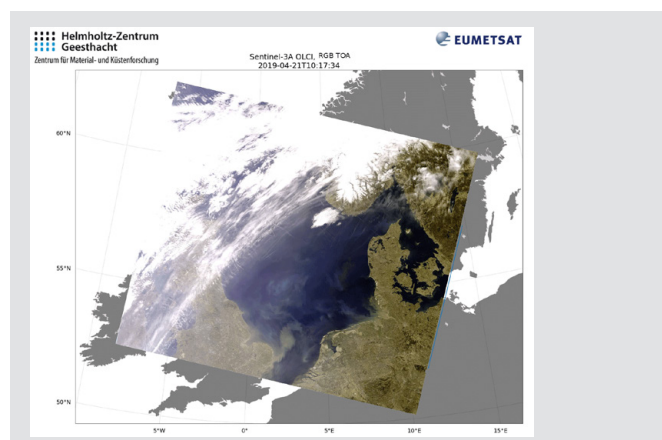 Helmholtz-Zentrum
Geesthacht
Zentrum für Material- und Küstenforschung
EUMETSAT
Sentinel-3A OLCI, RGB TOA
2019-04-21T10:17:34
60°N
55°N
50°N
5°W
0°
5°E
10°E
15°E